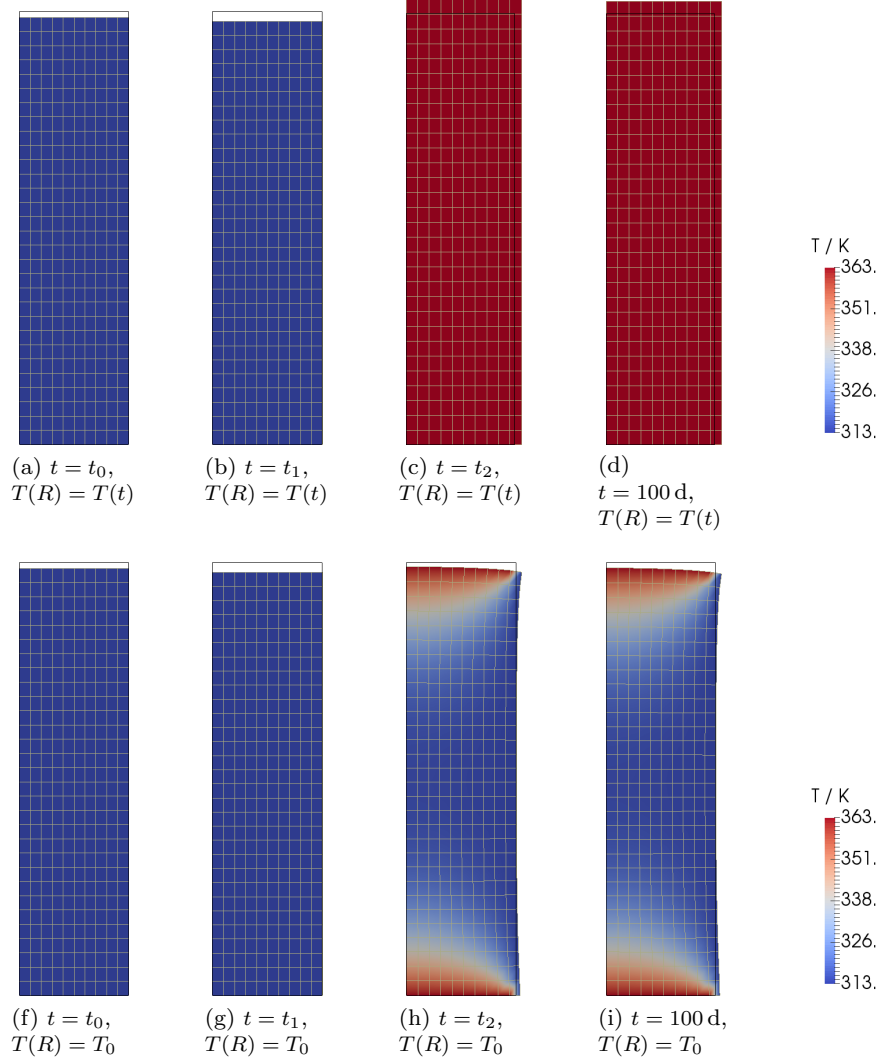 T / K
363.
351.
338.
326.
313.
(a) t = t₀,
T(R) = T(t)
(b) t = t₁,
T(R) = T(t)
(c) t = t₂,
T(R) = T(t)
(d)
t = 100 d,
T(R) = T(t)
T / K
363.
351.
338.
326.
313.
(f) t = t₀,
T(R) = T₀
(g) t = t₁,
T(R) = T₀
(h) t = t₂,
T(R) = T₀
(i) t = 100 d,
T(R) = T₀